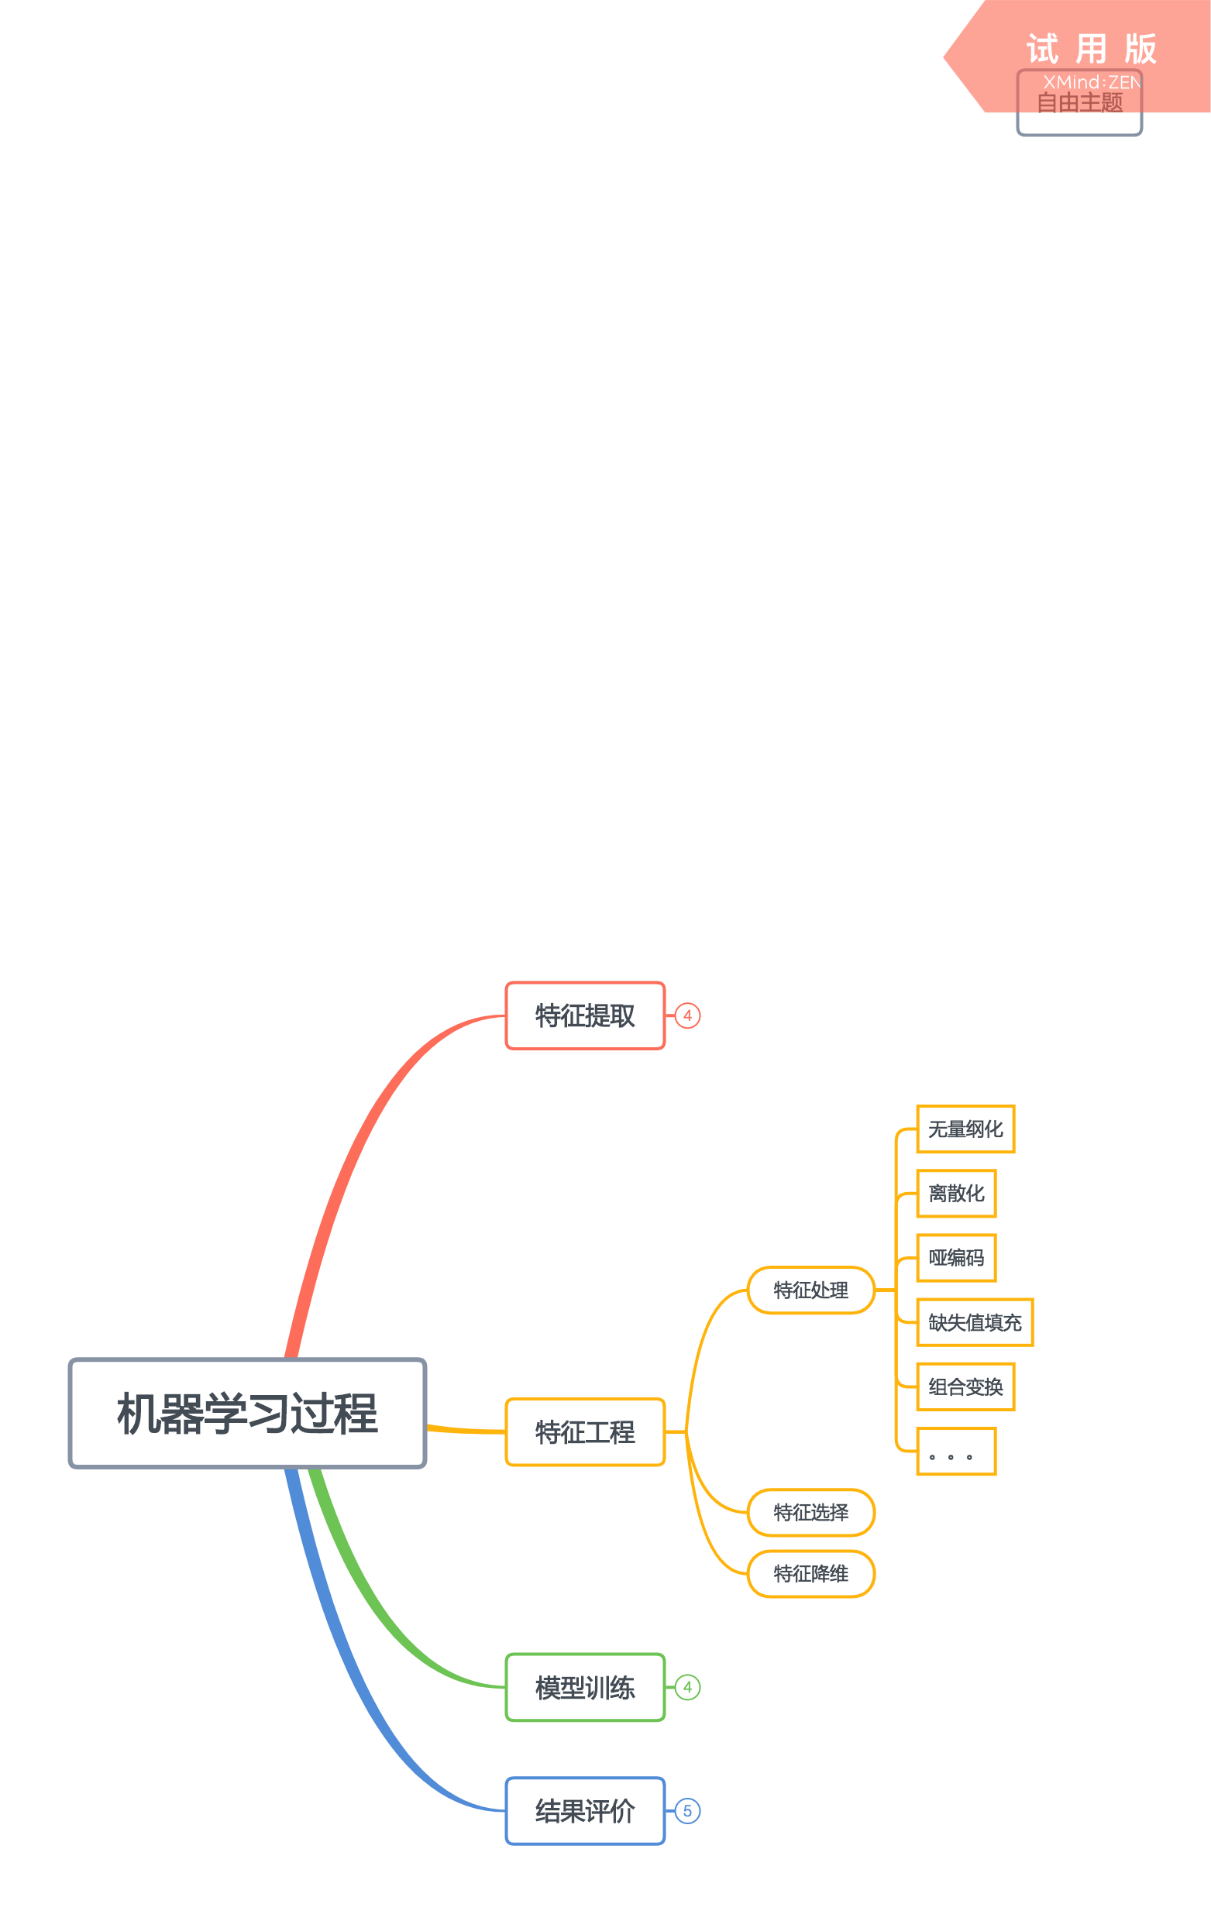 试用版
XMind:ZEN
自由主题
特征提取
4
无量纲化
离散化
哑编码
特征处理
缺失值填充
组合变换
机器学习过程
特征工程
。。。
特征选择
特征降维
模型训练
4
结果评价
5